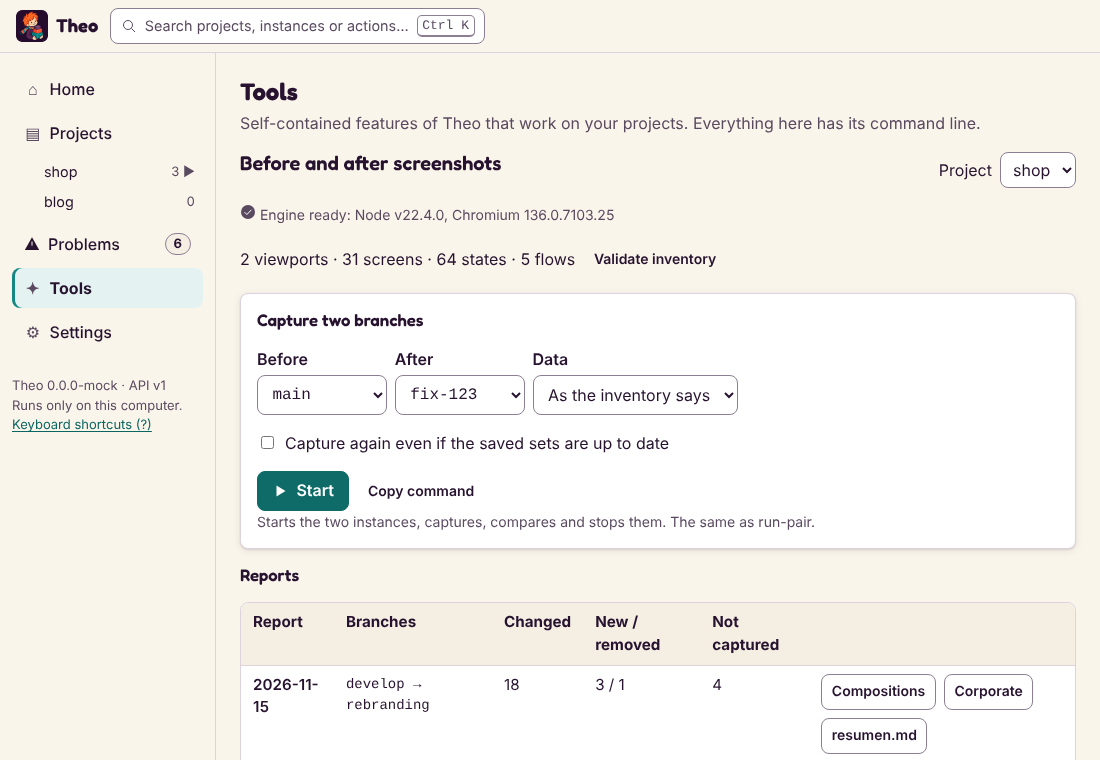 Theo
Search projects, instances or actions... Ctrl K
Home
Projects
shop 3
blog 0
Problems 6
Tools
Settings
Theo 0.0.0-mock · API v1
Runs only on this computer.
Keyboard shortcuts (?)
Tools
Self-contained features of Theo that work on your projects. Everything here has its command line.
Before and after screenshots
Project shop
Engine ready: Node v22.4.0, Chromium 136.0.7103.25
2 viewports · 31 screens · 64 states · 5 flows Validate inventory
Capture two branches
Before After Data
main fix-123 As the inventory says
Capture again even if the saved sets are up to date
Start Copy command
Starts the two instances, captures, compares and stops them. The same as run-pair.
Reports
Report Branches Changed New / removed Not captured
2026-11-15 develop → rebranding 18 3 / 1 4 Compositions Corporate
resumen.md